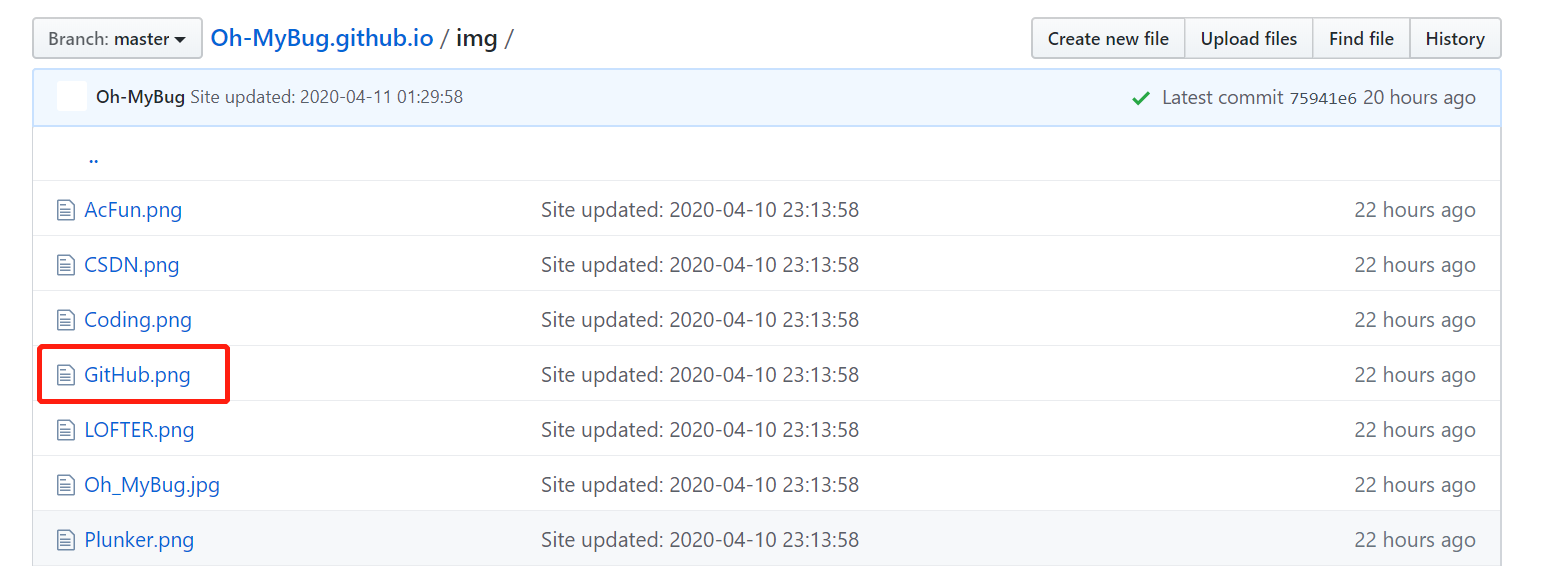 Branch: master Oh-MyBug.github.io / img / Create new file Upload files Find file History
Oh-MyBug Site updated: 2020-04-11 01:29:58 Latest commit 75941e6 20 hours ago
..
AcFun.png Site updated: 2020-04-10 23:13:58 22 hours ago
CSDN.png Site updated: 2020-04-10 23:13:58 22 hours ago
Coding.png Site updated: 2020-04-10 23:13:58 22 hours ago
GitHub.png Site updated: 2020-04-10 23:13:58 22 hours ago
LOFTER.png Site updated: 2020-04-10 23:13:58 22 hours ago
Oh_MyBug.jpg Site updated: 2020-04-10 23:13:58 22 hours ago
Plunker.png Site updated: 2020-04-10 23:13:58 22 hours ago